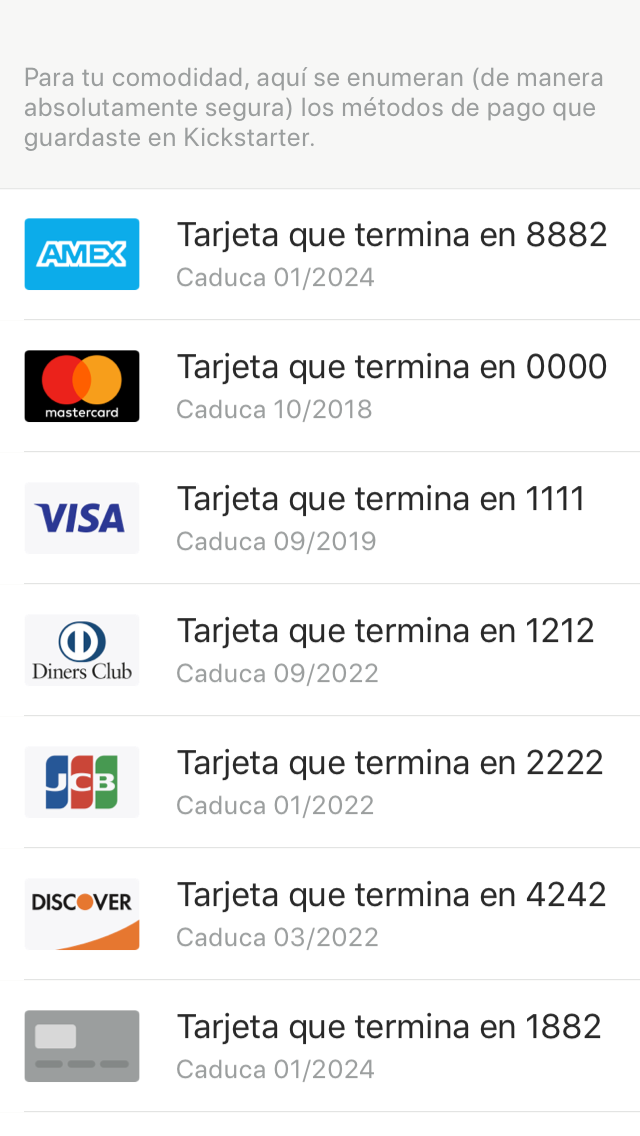 Para tu comodidad, aquí se enumeran (de manera
absolutamente segura) los métodos de pago que
guardaste en Kickstarter.
AMEX
Tarjeta que termina en 8882
Caduca 01/2024
mastercard
Tarjeta que termina en 0000
Caduca 10/2018
VISA
Tarjeta que termina en 1111
Caduca 09/2019
Diners Club
Tarjeta que termina en 1212
Caduca 09/2022
JCB
Tarjeta que termina en 2222
Caduca 01/2022
DISCOVER
Tarjeta que termina en 4242
Caduca 03/2022
Tarjeta que termina en 1882
Caduca 01/2024